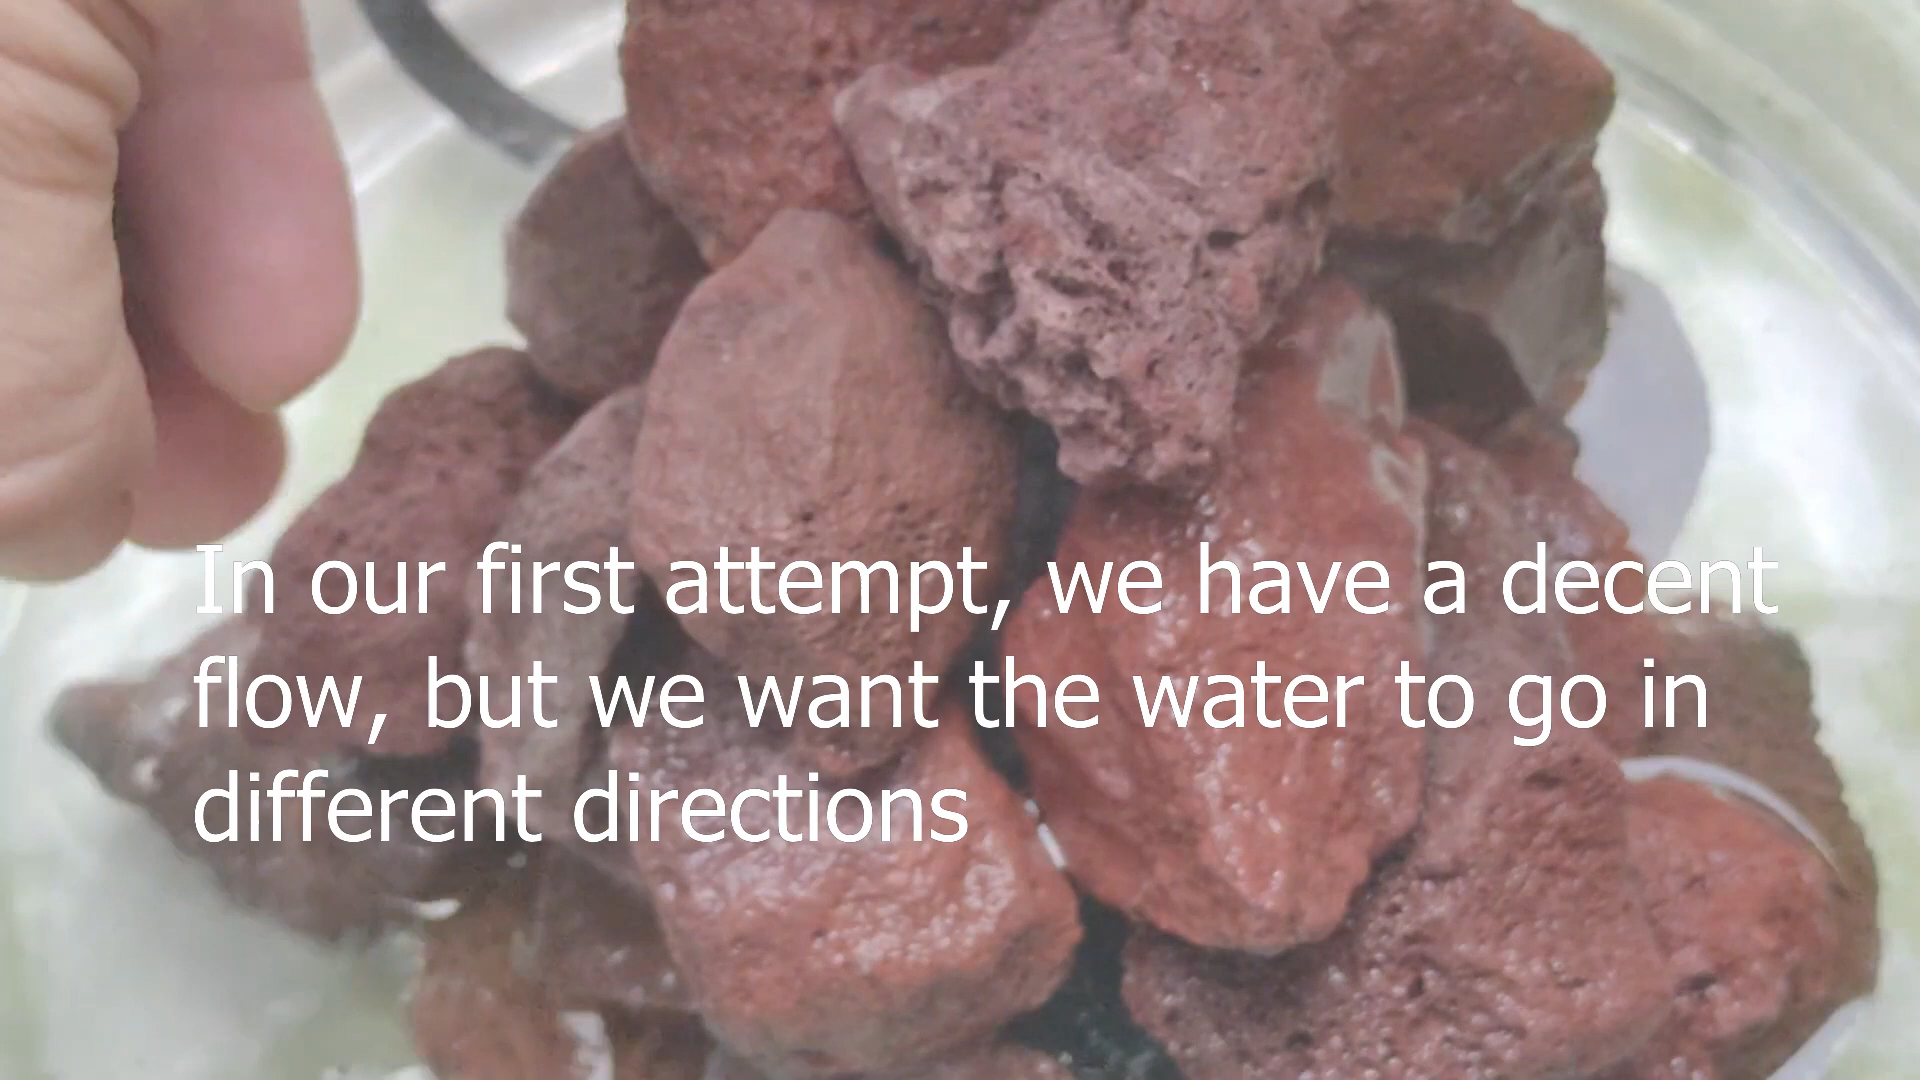 In our first attempt, we have a decent
flow, but we want the water to go in
different directions